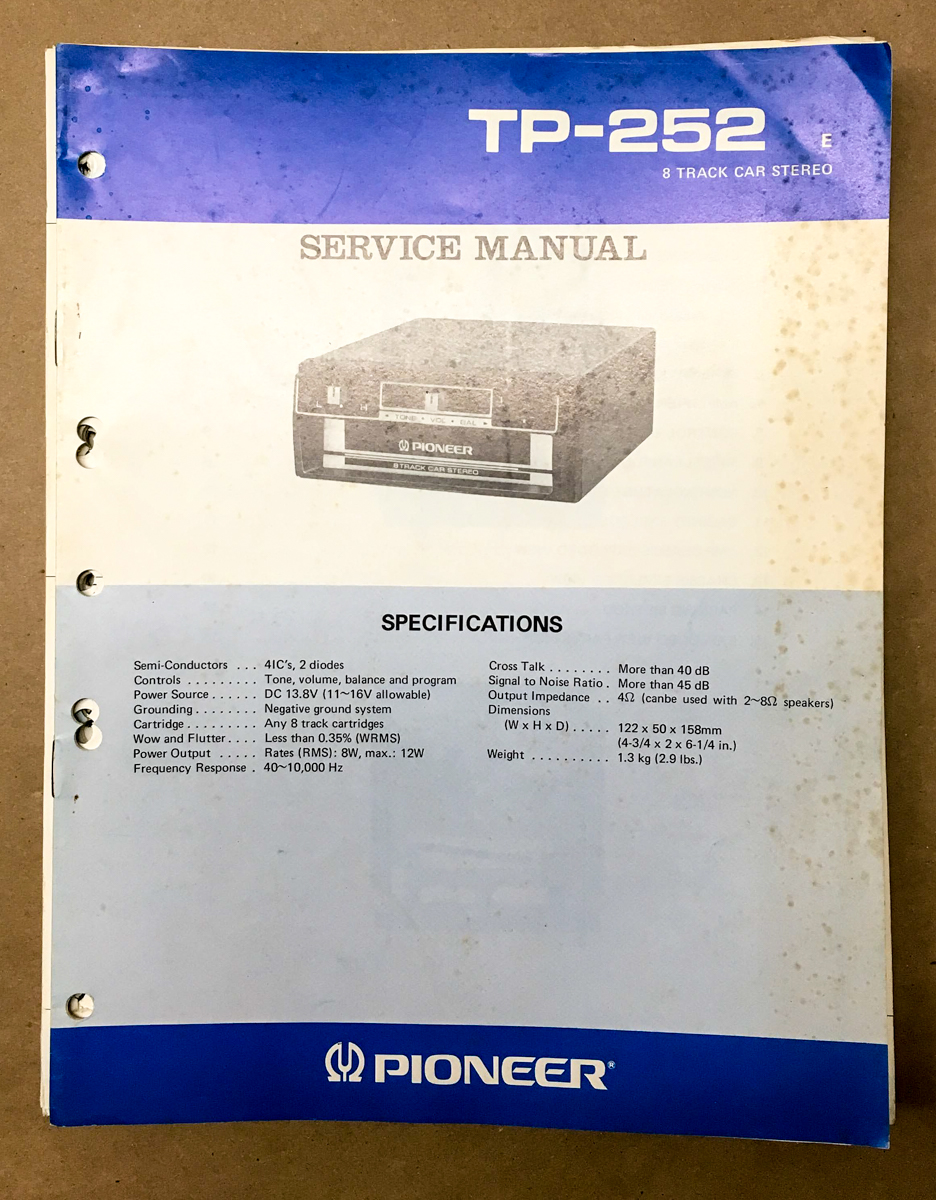 TP-252
E
8 TRACK CAR STEREO
SERVICE MANUAL
L H
• TONE • VOL • BAL •
PIONEER
8 TRACK CAR STEREO
SPECIFICATIONS
Semi-Conductors . . . 4IC's, 2 diodes
Controls . . . . . . . . . Tone, volume, balance and program
Power Source . . . . . . DC 13.8V (11~16V allowable)
Grounding . . . . . . . . Negative ground system
Cartridge . . . . . . . . . Any 8 track cartridges
Wow and Flutter . . . . Less than 0.35% (WRMS)
Power Output . . . . . Rates (RMS): 8W, max.: 12W
Frequency Response . 40~10,000 Hz
Cross Talk . . . . . . . . More than 40 dB
Signal to Noise Ratio . More than 45 dB
Output Impedance . . 4Ω (canbe used with 2~8Ω speakers)
Dimensions
(W x H x D) . . . . . 122 x 50 x 158mm
(4-3/4 x 2 x 6-1/4 in.)
Weight . . . . . . . . . . 1.3 kg (2.9 lbs.)
PIONEER®